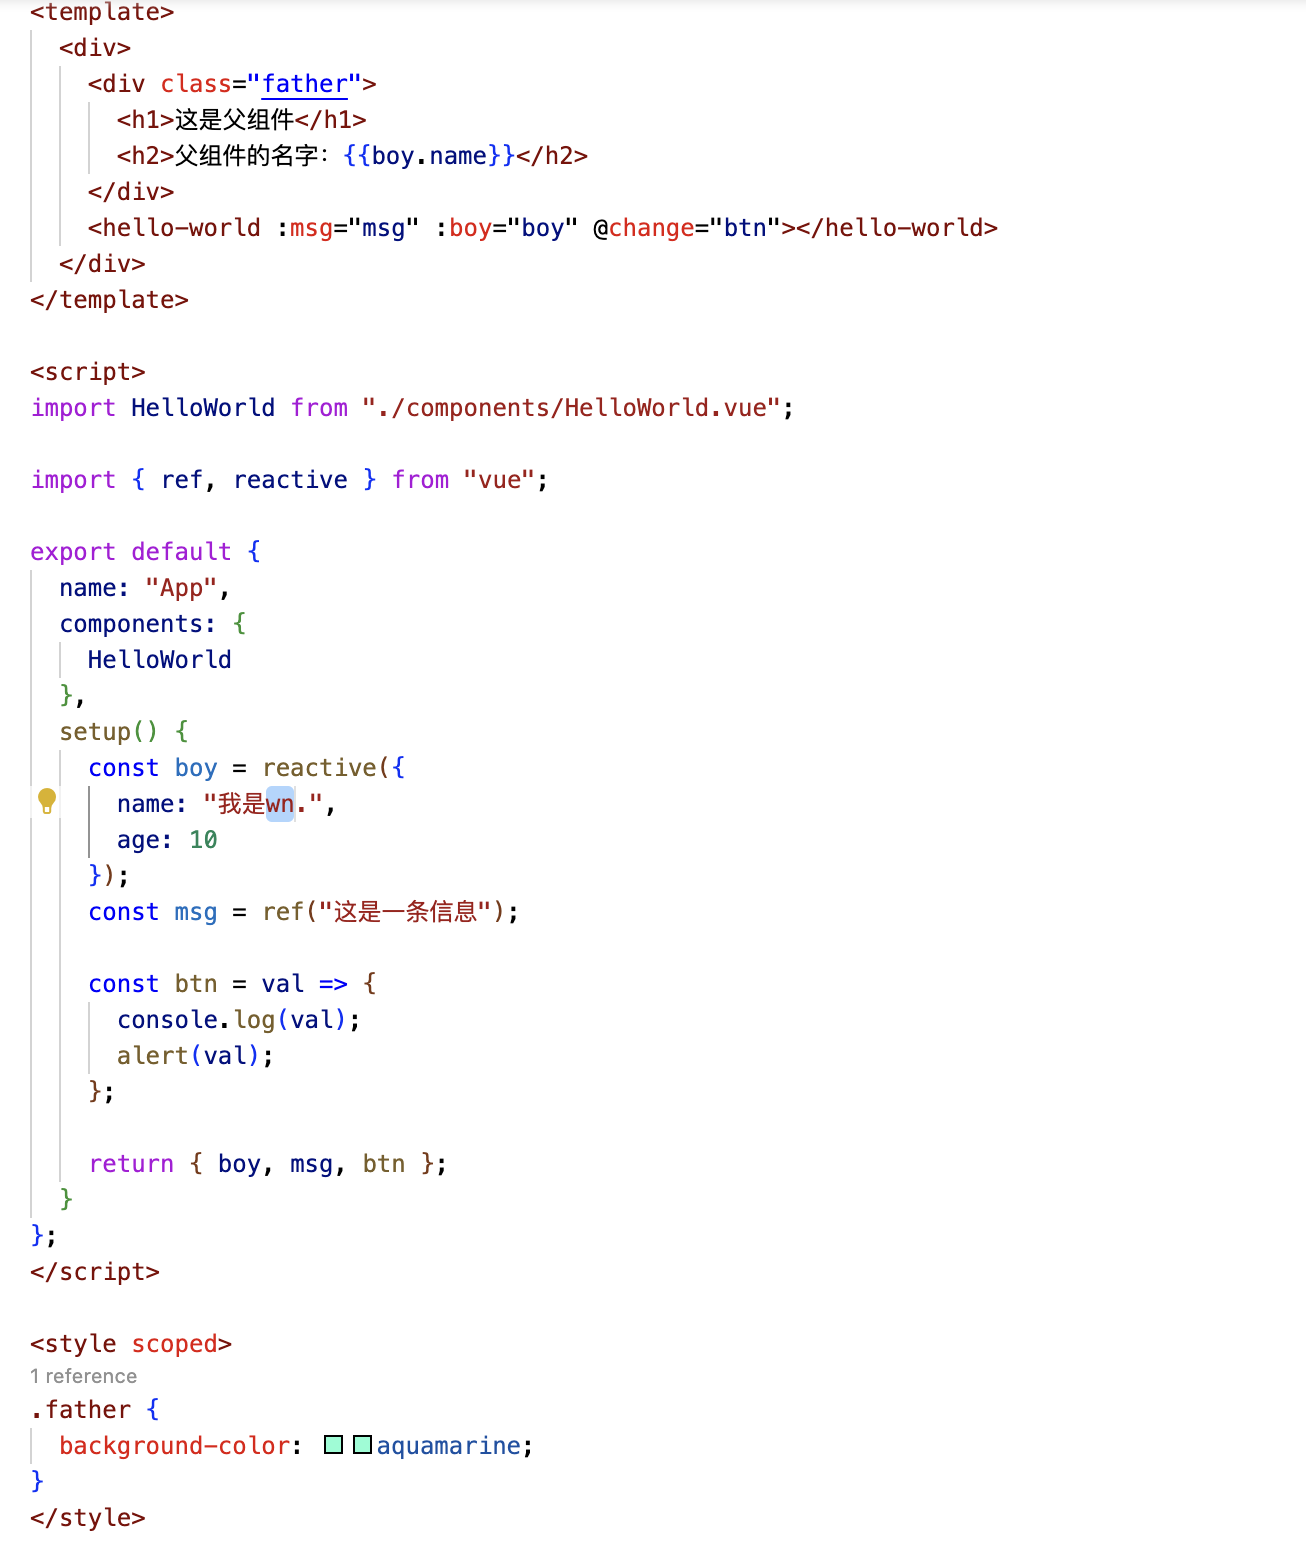 <template>
<div>
<div class="father">
<h1>这是父组件</h1>
<h2>父组件的名字：{{boy.name}}</h2>
</div>
<hello-world :msg="msg" :boy="boy" @change="btn"></hello-world>
</div>
</template>
<script>
import HelloWorld from "./components/HelloWorld.vue";
import { ref, reactive } from "vue";
export default {
name: "App",
components: {
HelloWorld
},
setup() {
const boy = reactive({
name: "我是wn.",
age: 10
});
const msg = ref("这是一条信息");
const btn = val => {
console.log(val);
alert(val);
};
return { boy, msg, btn };
}
};
</script>
<style scoped>
1 reference
.father {
background-color: aquamarine;
}
</style>